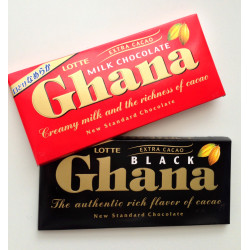 EXTRA CACAO
LOTTE
MILK CHOCOLATE
Ghana
Creamy milk and the richness of cacao
New Standard Chocolate
EXTRA CACAO
LOTTE
BLACK
Ghana
The authentic rich flavor of cacao
New Standard Chocolate